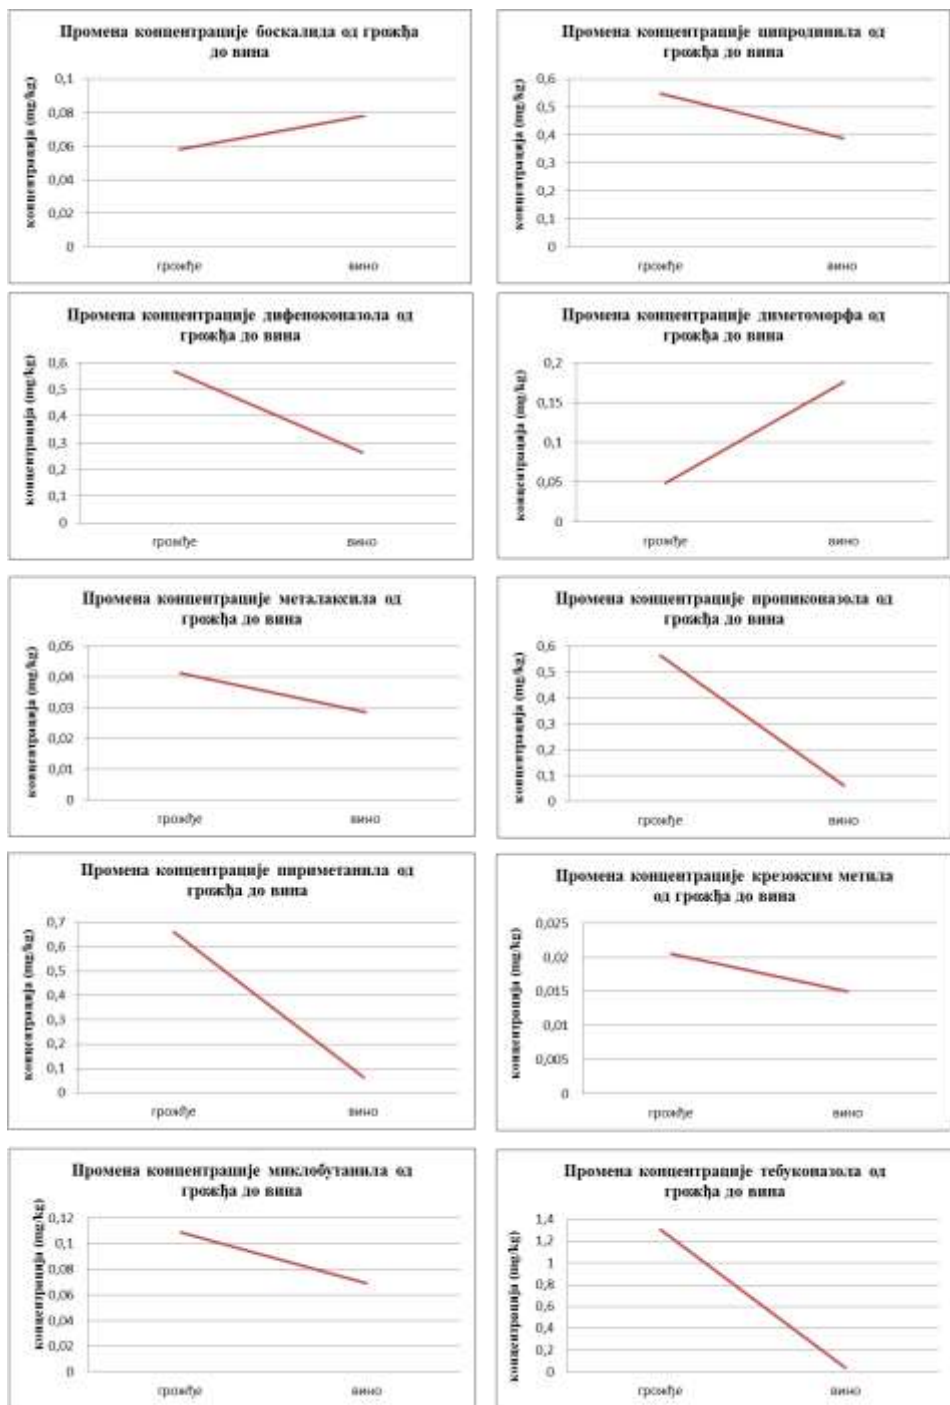 Промена концентрације боскалида од грожђа
до вина
концентрација (mg/kg)
0,1
0,08
0,06
0,04
0,02
0
грожђе вино
Промена концентрације ципродинила од
грожђа до вина
концентрација (mg/kg)
0,6
0,5
0,4
0,3
0,2
0,1
0
грожђе вино
Промена концентрације дифеноконазола од
грожђа до вина
концентрација (mg/kg)
0,6
0,5
0,4
0,3
0,2
0,1
0
грожђе вино
Промена концентрације диметоморфа од
грожђа до вина
концентрација (mg/kg)
0,2
0,15
0,1
0,05
0
грожђе вино
Промена концентрације металаксила од
грожђа до вина
концентрација (mg/kg)
0,05
0,04
0,03
0,02
0,01
0
грожђе вино
Промена концентрације пропиконазола од
грожђа до вина
концентрација (mg/kg)
0,6
0,5
0,4
0,3
0,2
0,1
0
грожђе вино
Промена концентрације пириметанила од
грожђа до вина
концентрација (mg/kg)
0,7
0,6
0,5
0,4
0,3
0,2
0,1
0
грожђе вино
Промена концентрације крезоксим метила
од грожђа до вина
концентронија (mg/kg)
0,025
0,02
0,015
0,01
0,005
0
грожђе вино
Промена концентрације миклобутанила од
грожђа до вина
концентрација (mg/kg)
0,12
0,1
0,08
0,06
0,04
0,02
0
грожђе вино
Промена концентрације тебуконазола од
грожђа до вина
концентрација (mg/kg)
1,4
1,2
1
0,8
0,6
0,4
0,2
0
грожђе вино